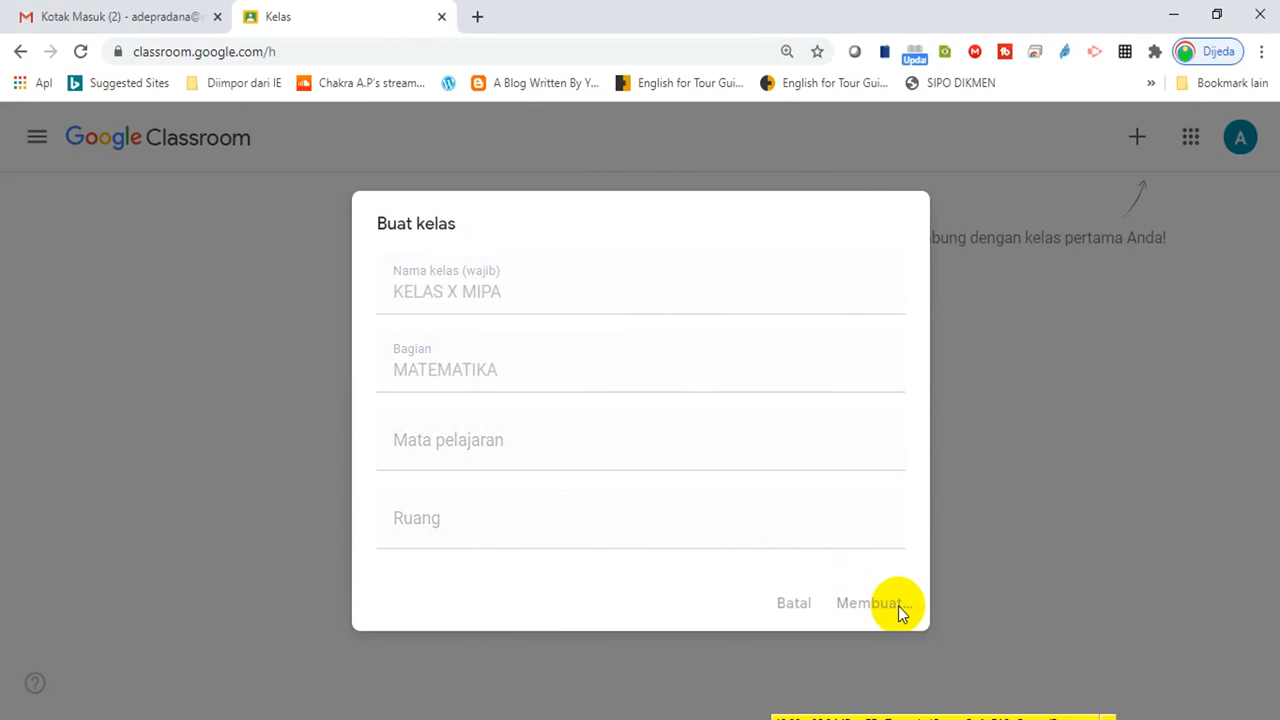 Kotak Masuk (2) - adepradana@
Kelas
classroom.google.com/h
Upda
Dijeda
Apl
Suggested Sites
Diimpor dari IE
Chakra A.P's stream...
A Blog Written By Y...
English for Tour Gui...
English for Tour Gui...
SIPO DIKMEN
»
Bookmark lain
Google Classroom
A
bung dengan kelas pertama Anda!
Buat kelas
Nama kelas (wajib)
KELAS X MIPA
Bagian
MATEMATIKA
Mata pelajaran
Ruang
Batal
Membuat...